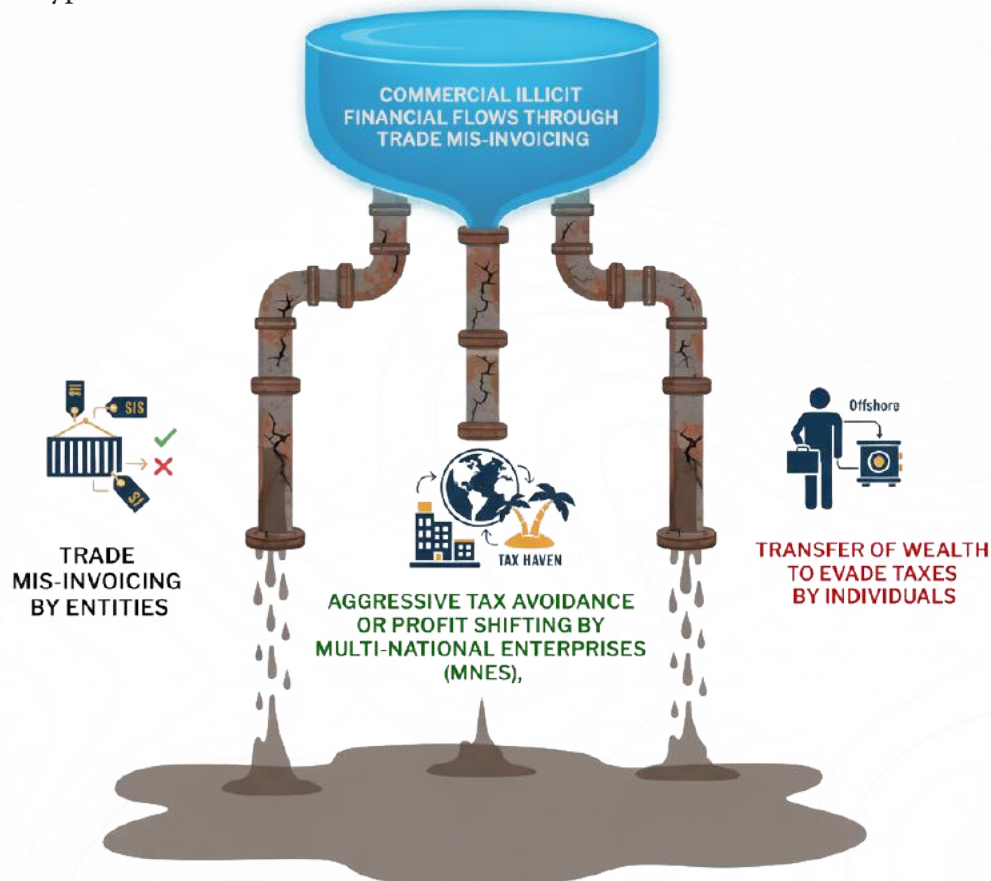 COMMERCIAL ILLICIT
FINANCIAL FLOWS THROUGH
TRADE MIS-INVOICING
Offshore
TAX HAVEN
TRADE
MIS-INVOICING
BY ENTITIES
AGGRESSIVE TAX AVOIDANCE
OR PROFIT SHIFTING BY
MULTI-NATIONAL ENTERPRISES
(MNES),
TRANSFER OF WEALTH
TO EVADE TAXES
BY INDIVIDUALS